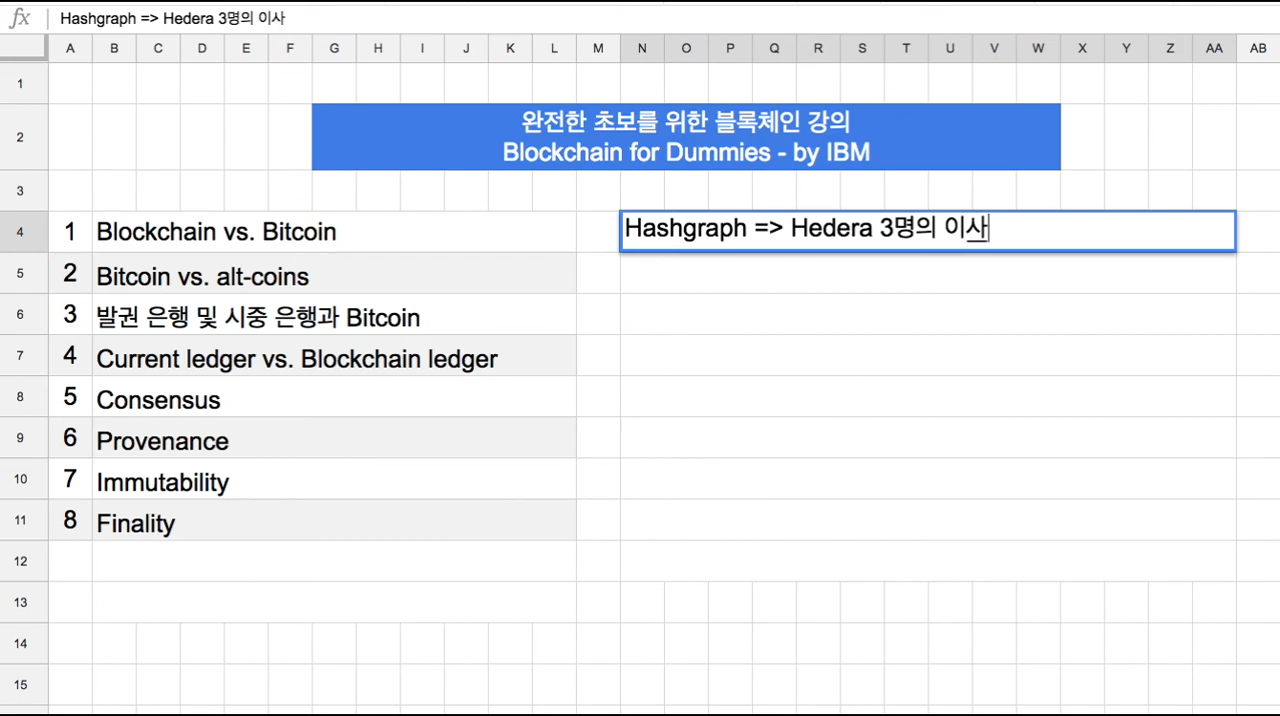 fx Hashgraph => Hedera 3명의 이사
A B C D E F G H I J K L M N O P Q R S T U V W X Y Z AA AB
1
2 완전한 초보를 위한 블록체인 강의
Blockchain for Dummies - by IBM
3
4 1 Blockchain vs. Bitcoin Hashgraph => Hedera 3명의 이사
5 2 Bitcoin vs. alt-coins
6 3 발권 은행 및 시중 은행과 Bitcoin
7 4 Current ledger vs. Blockchain ledger
8 5 Consensus
9 6 Provenance
10 7 Immutability
11 8 Finality
12
13
14
15